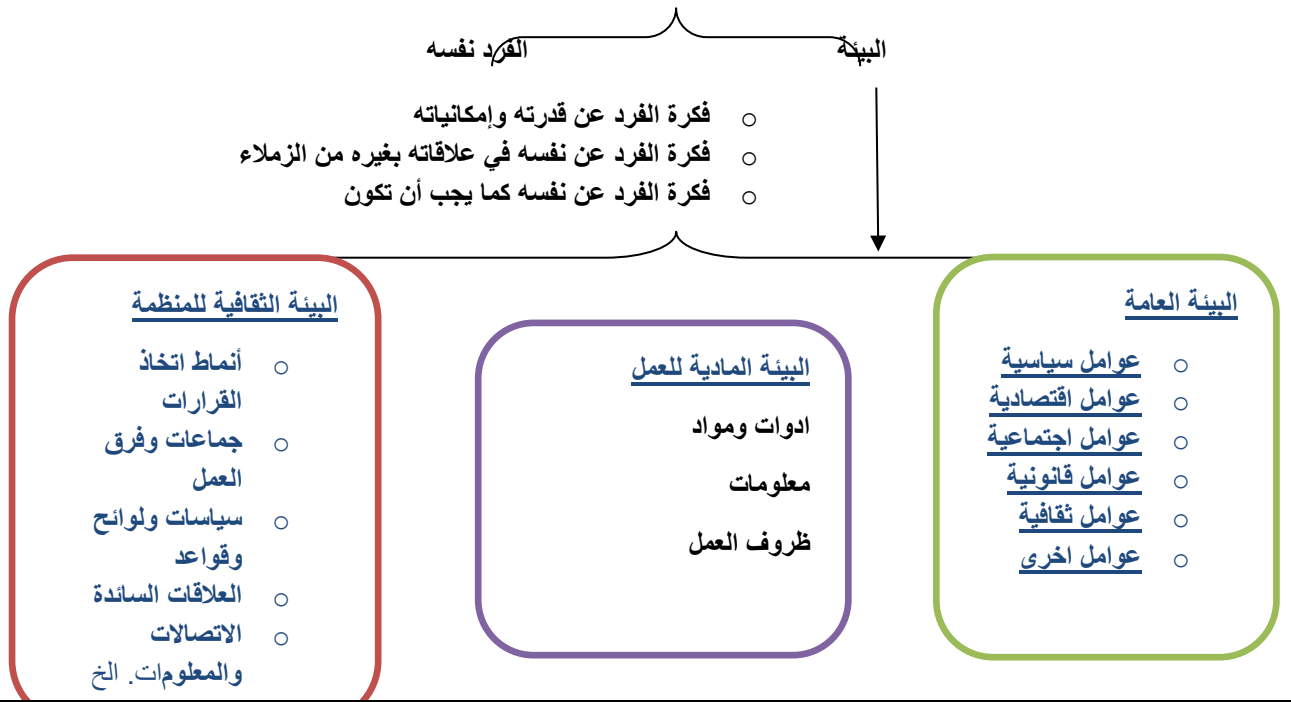 البيئة
الفرد نفسه
فكرة الفرد عن قدرته وإمكانياته
فكرة الفرد عن نفسه في علاقاته بغيره من الزملاء
فكرة الفرد عن نفسه كما يجب أن تكون
البيئة العامة
عوامل سياسية
عوامل اقتصادية
عوامل اجتماعية
عوامل قانونية
عوامل ثقافية
عوامل اخرى
البيئة المادية للعمل
ادوات ومواد
معلومات
ظروف العمل
البيئة الثقافية للمنظمة
أنماط اتخاذ
القرارات
جماعات وفرق
العمل
سياسات ولوائح
وقواعد
العلاقات السائدة
الاتصالات
والمعلومات. الخ